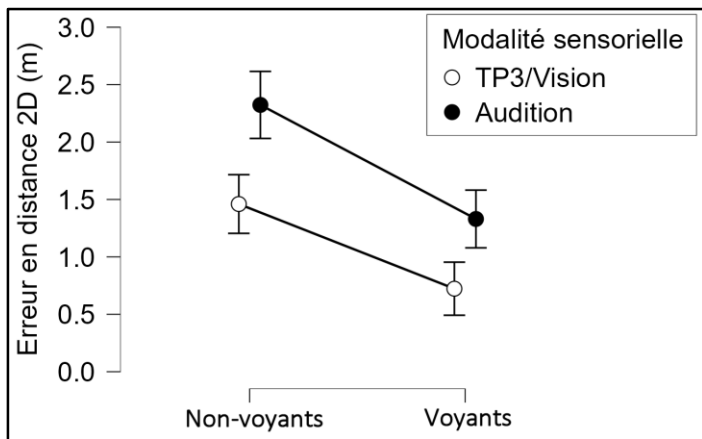 Erreur en distance 2D (m)
3.0
2.5
2.0
1.5
1.0
0.5
0.0
Modalité sensorielle
TP3/Vision
Audition
Non-voyants
Voyants